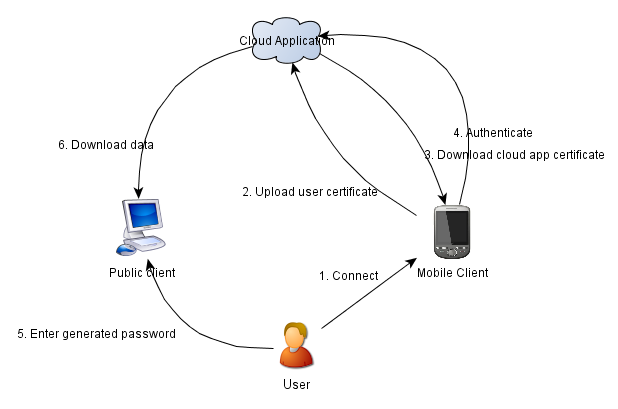 Cloud Application
4. Authenticate
6. Download data
3. Download cloud app certificate
2. Upload user certificate
Public client
Mobile Client
1. Connect
5. Enter generated password
User